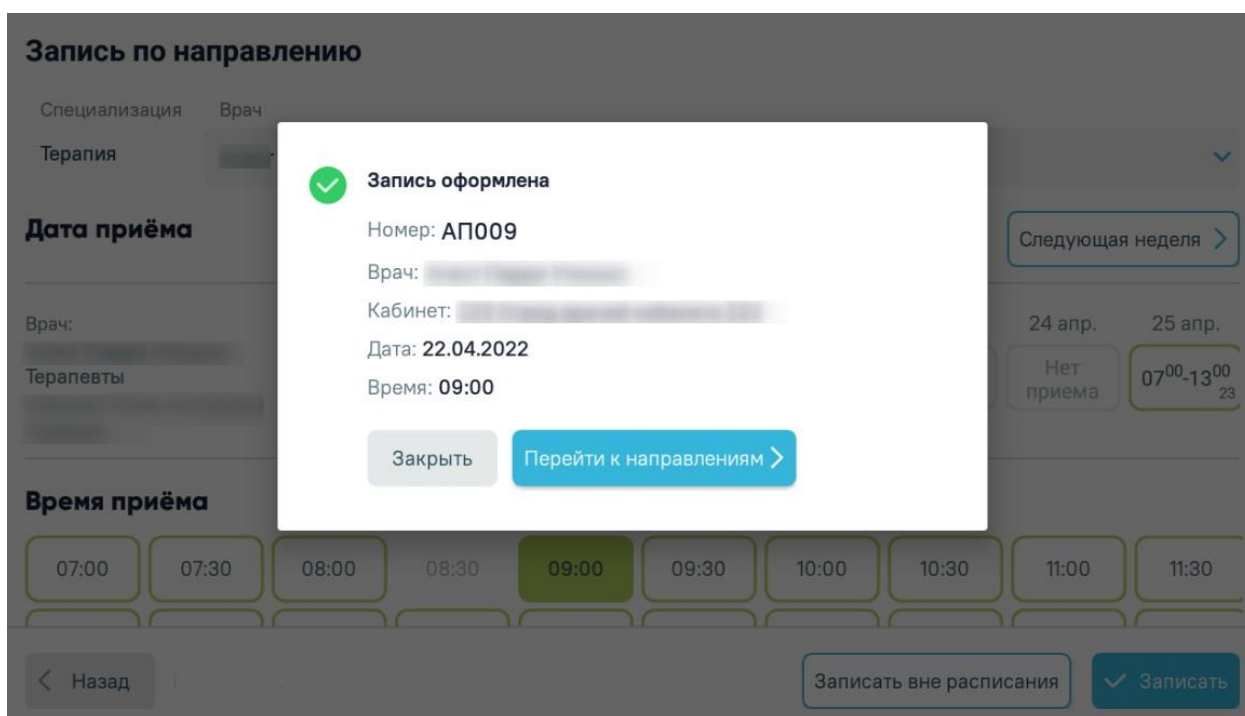 Запись по направлению
Специализация Врач
Терапия
Запись оформлена
Номер: АП009
Врач:
Кабинет:
Дата: 22.04.2022
Время: 09:00
Закрыть Перейти к направлениям
Дата приёма
Следующая неделя
Врач:
Терапевты
24 апр. 25 апр.
Нет приема 07⁰⁰-13⁰⁰
23
Время приёма
07:00 07:30 08:00 08:30 09:00 09:30 10:00 10:30 11:00 11:30
Назад Записать вне расписания Записать